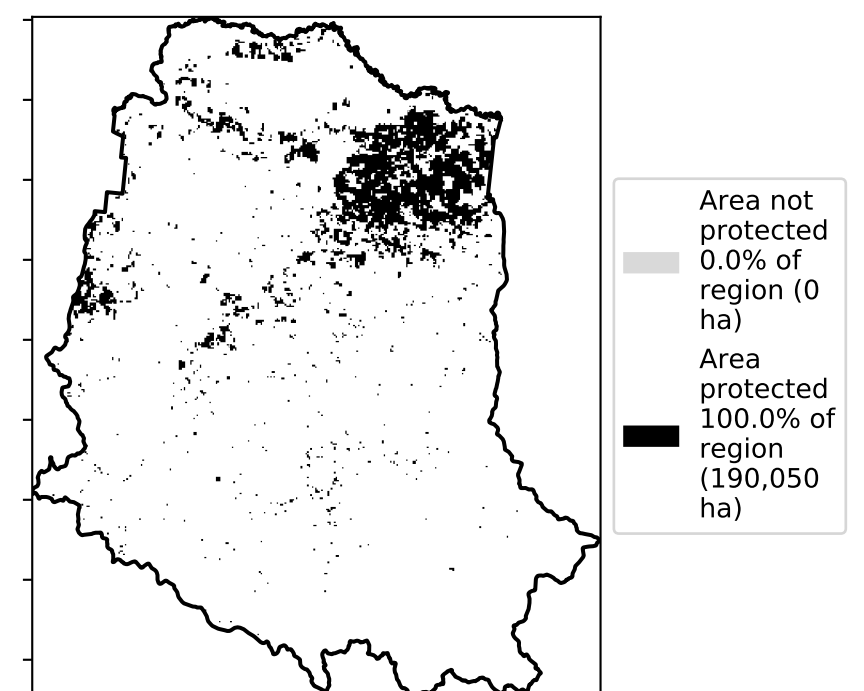 Area not
protected
0.0% of
region (0
ha)
Area
protected
100.0% of
region
(190,050
ha)